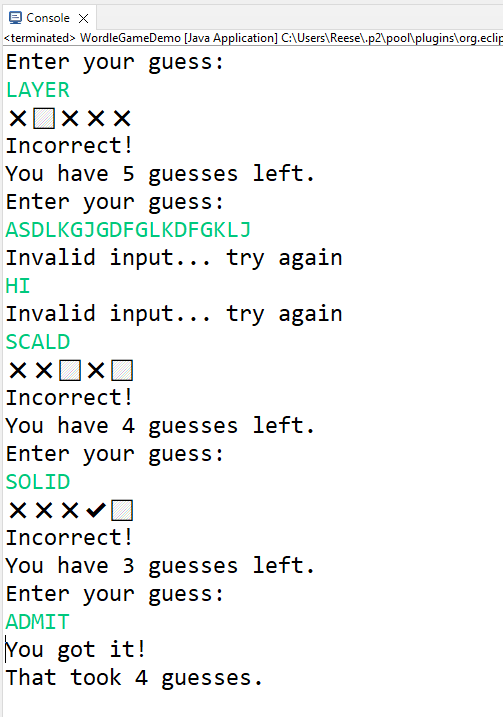 Console
<terminated> WordleGameDemo [Java Application] C:\Users\Reese\.p2\pool\plugins\org.eclip
Enter your guess:
LAYER
❌⬜❌❌❌
Incorrect!
You have 5 guesses left.
Enter your guess:
ASDLKGJGDFGLKDFGKLJ
Invalid input... try again
HI
Invalid input... try again
SCALD
❌❌⬜❌⬜
Incorrect!
You have 4 guesses left.
Enter your guess:
SOLID
❌❌❌✔⬜
Incorrect!
You have 3 guesses left.
Enter your guess:
ADMIT
You got it!
That took 4 guesses.